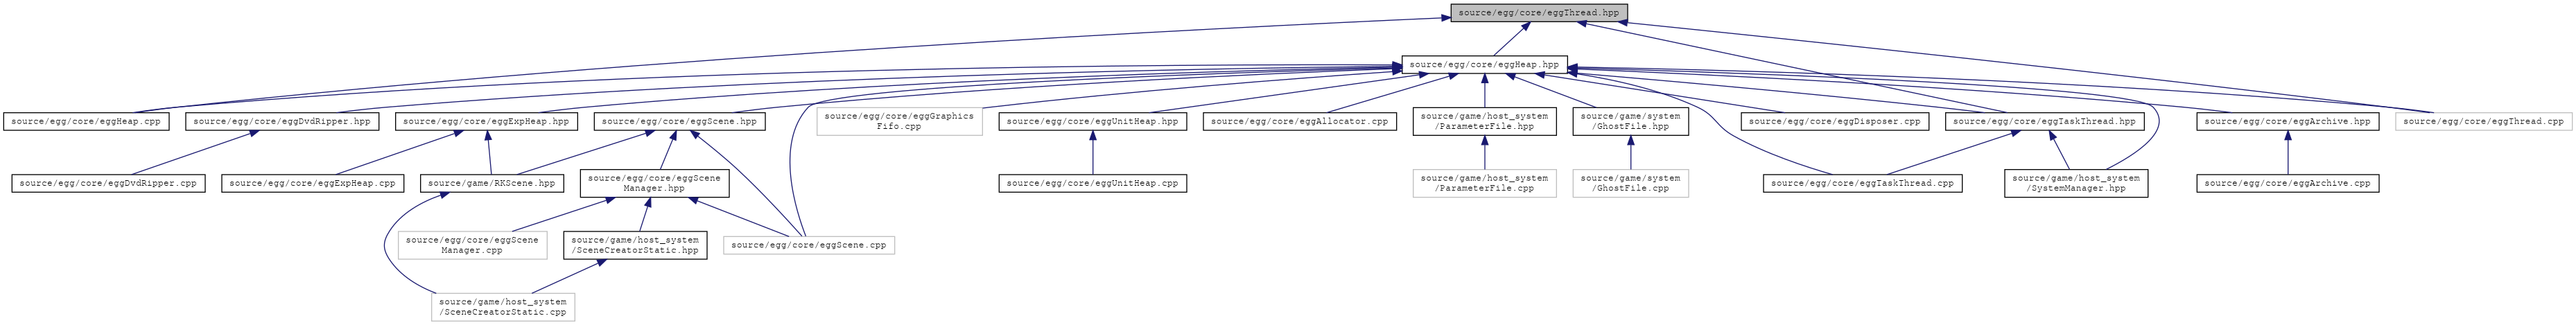 source/egg/core/eggThread.hpp
source/egg/core/eggHeap.hpp
source/egg/core/eggHeap.cpp
source/egg/core/eggDvdRipper.hpp
source/egg/core/eggExpHeap.hpp
source/egg/core/eggScene.hpp
source/egg/core/eggGraphics
Fifo.cpp
source/egg/core/eggUnitHeap.hpp
source/egg/core/eggAllocator.cpp
source/game/host_system
/ParameterFile.hpp
source/game/system
/GhostFile.hpp
source/egg/core/eggDisposer.cpp
source/egg/core/eggTaskThread.hpp
source/egg/core/eggArchive.hpp
source/egg/core/eggThread.cpp
source/egg/core/eggDvdRipper.cpp
source/egg/core/eggExpHeap.cpp
source/game/RKScene.hpp
source/egg/core/eggScene
Manager.hpp
source/egg/core/eggUnitHeap.cpp
source/game/host_system
/ParameterFile.cpp
source/game/system
/GhostFile.cpp
source/egg/core/eggTaskThread.cpp
source/game/host_system
/SystemManager.hpp
source/egg/core/eggArchive.cpp
source/egg/core/eggScene
Manager.cpp
source/game/host_system
/SceneCreatorStatic.hpp
source/egg/core/eggScene.cpp
source/game/host_system
/SceneCreatorStatic.cpp